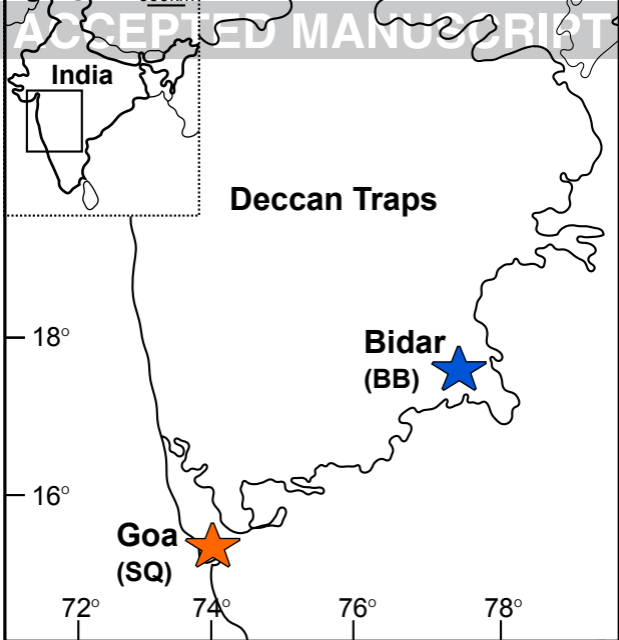 ACCEPTED MANUSCRIPT
India
Deccan Traps
18°
Bidar
(BB)
16°
Goa
(SQ)
72° 74° 76° 78°